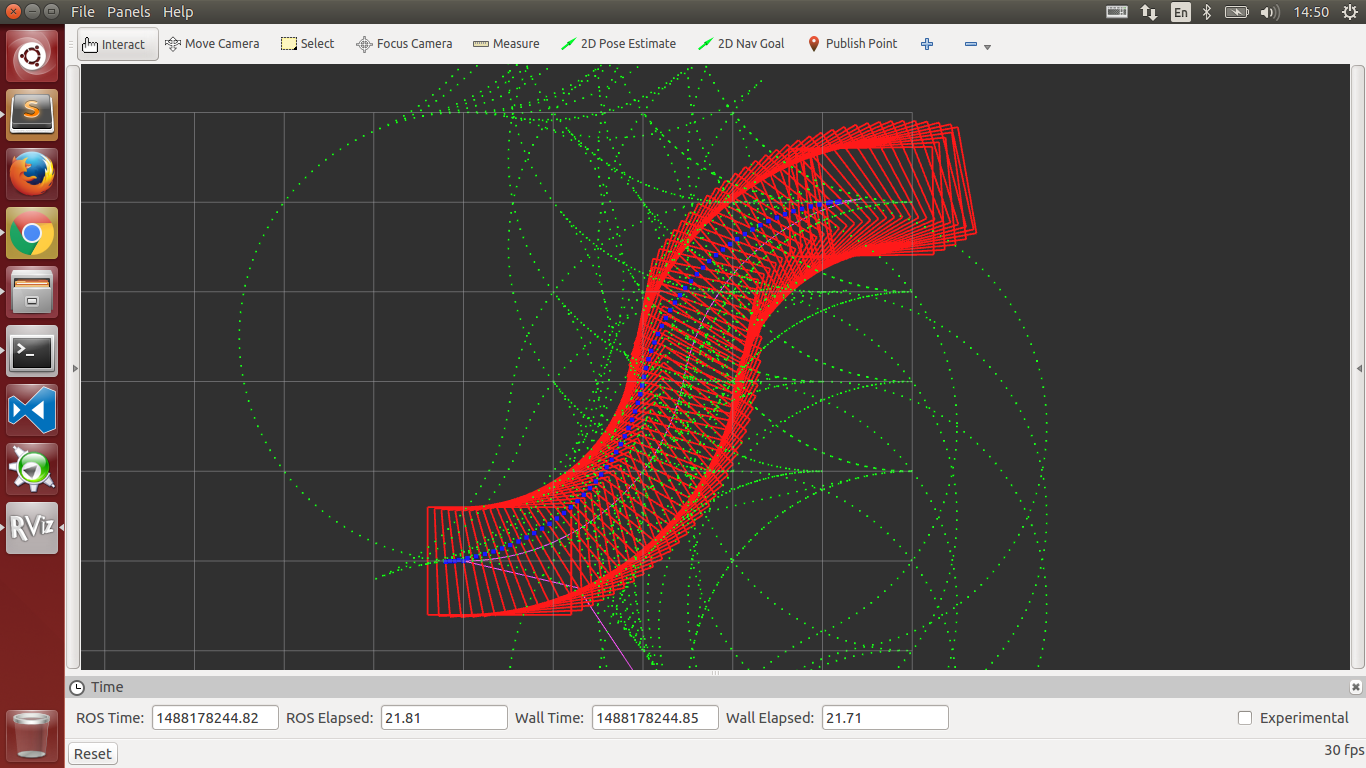 File Panels Help En 14:50
Interact Move Camera Select Focus Camera Measure 2D Pose Estimate 2D Nav Goal Publish Point
S
RViz
Time
ROS Time: 1488178244.82 ROS Elapsed: 21.81 Wall Time: 1488178244.85 Wall Elapsed: 21.71 Experimental
Reset 30 fps